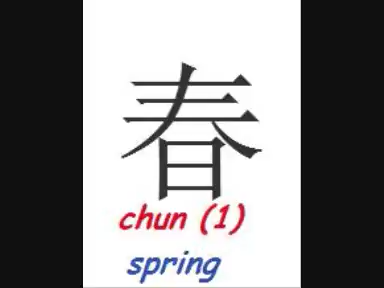 春
chun (1)
spring